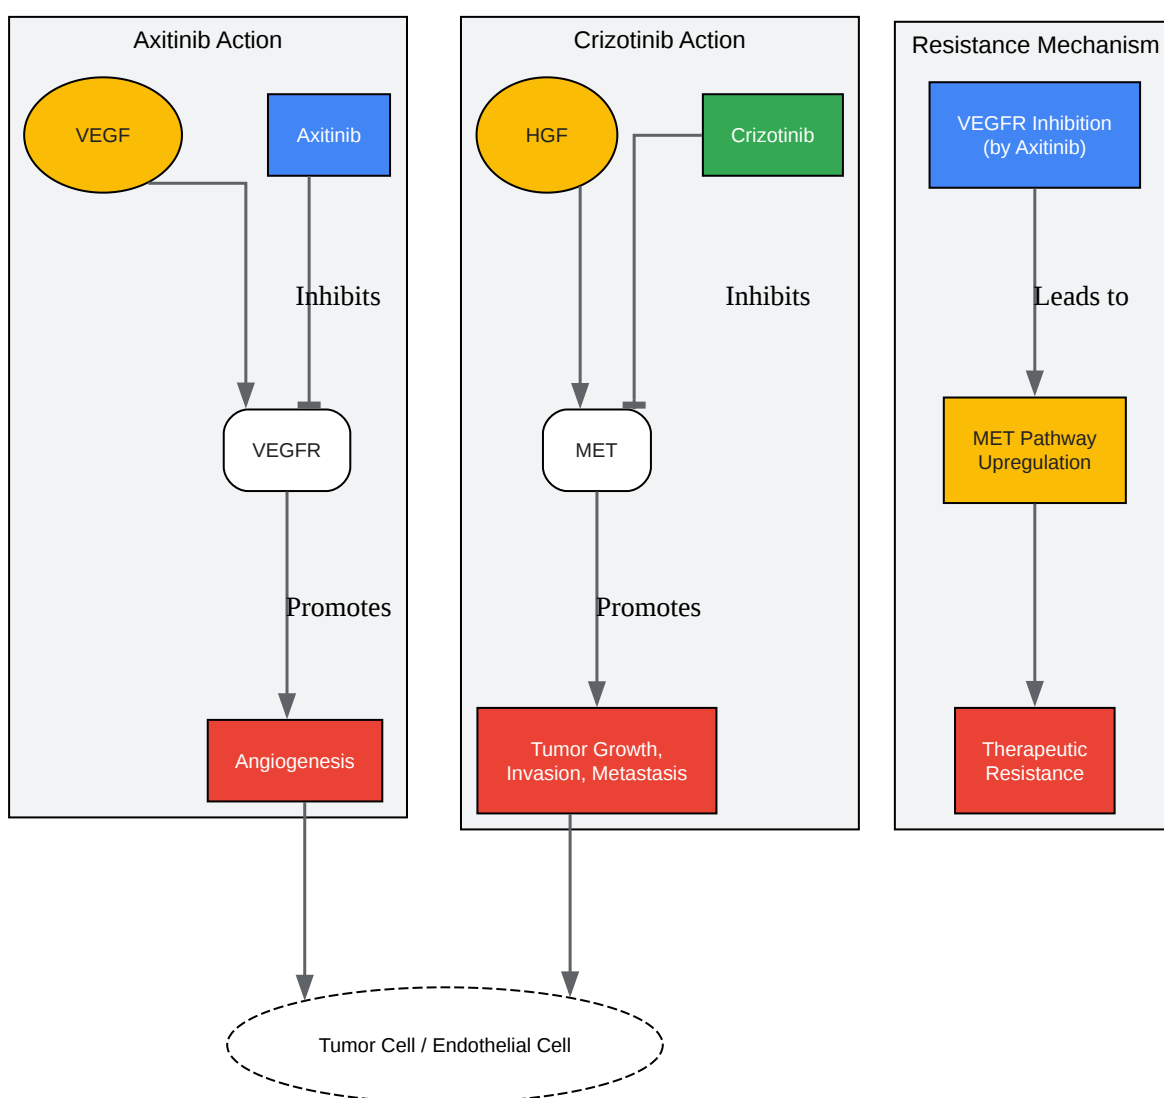 Axitinib Action
VEGF
Axitinib
Inhibits
VEGFR
Promotes
Angiogenesis
Crizotinib Action
HGF
Crizotinib
Inhibits
MET
Promotes
Tumor Growth,
Invasion, Metastasis
Resistance Mechanism
VEGFR Inhibition
(by Axitinib)
Leads to
MET Pathway
Upregulation
Therapeutic
Resistance
Tumor Cell / Endothelial Cell